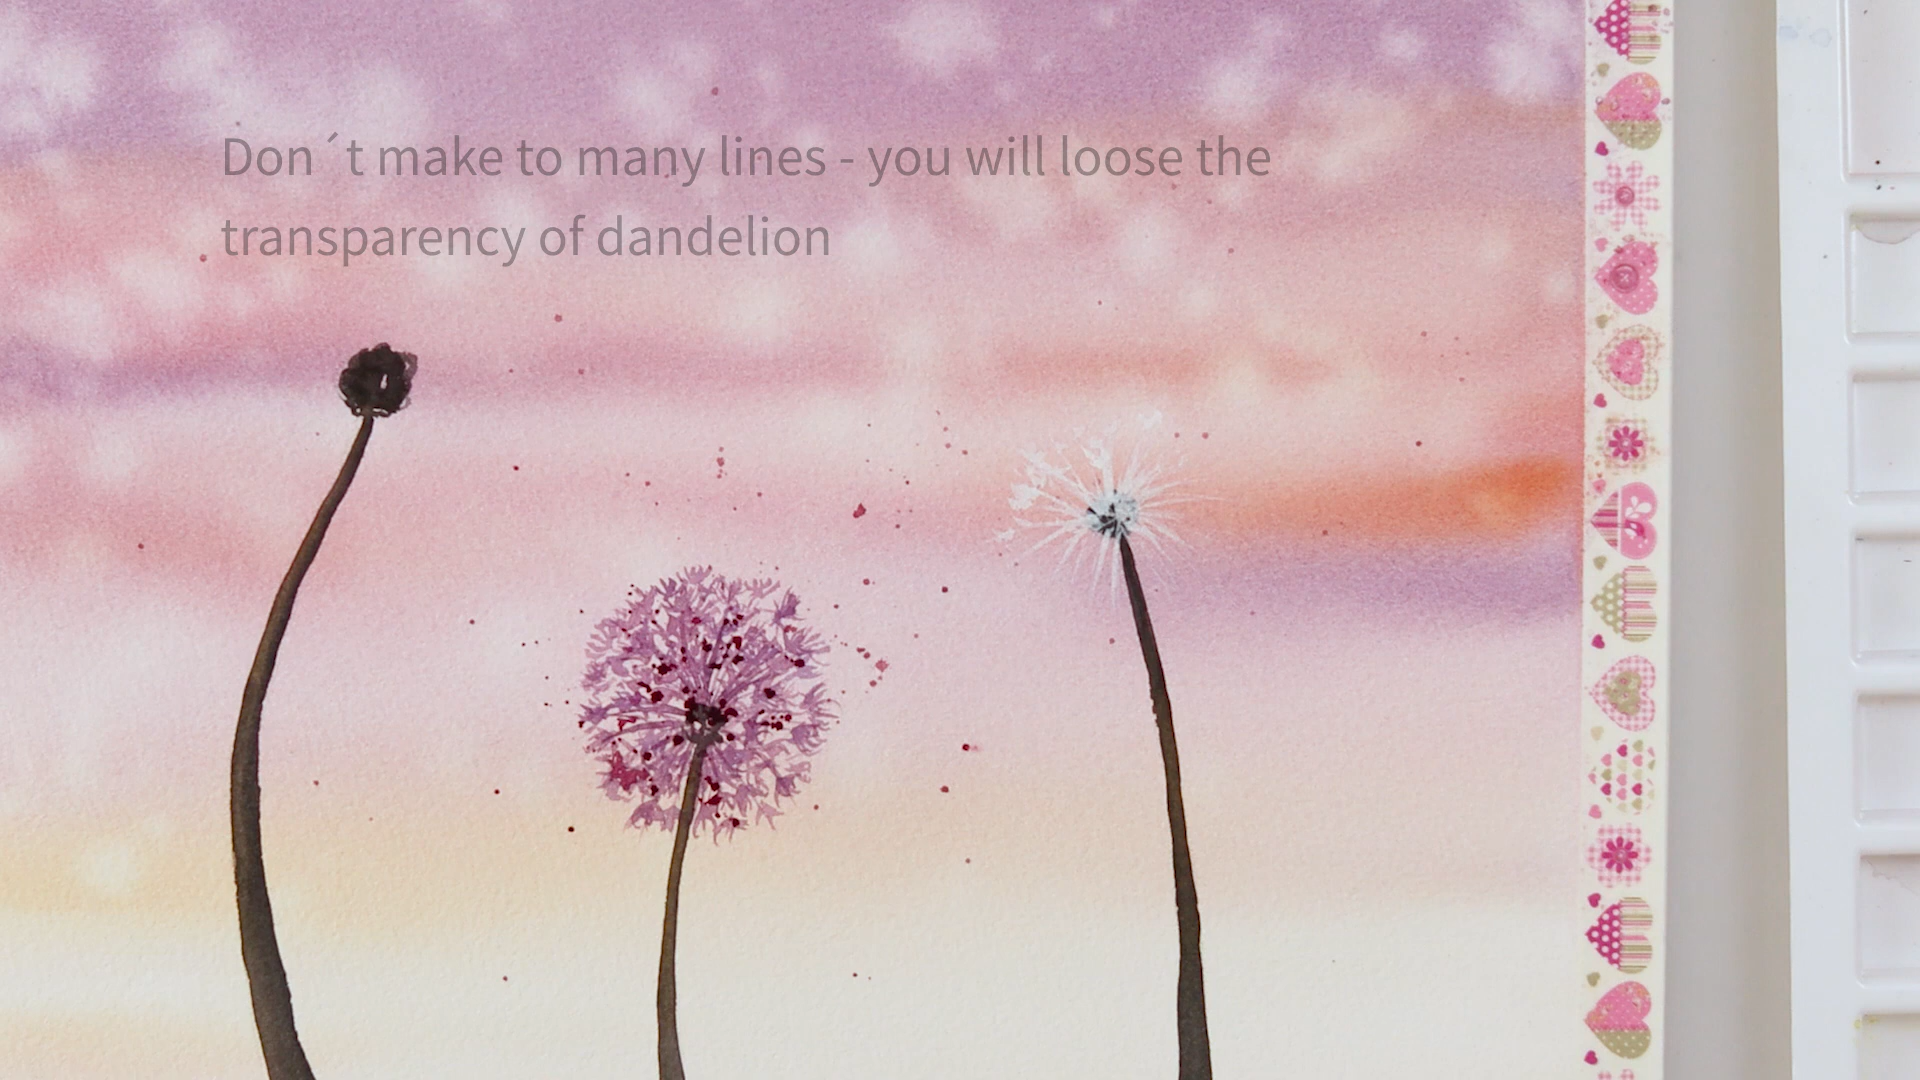 Don´t make to many lines - you will loose the
transparency of dandelion